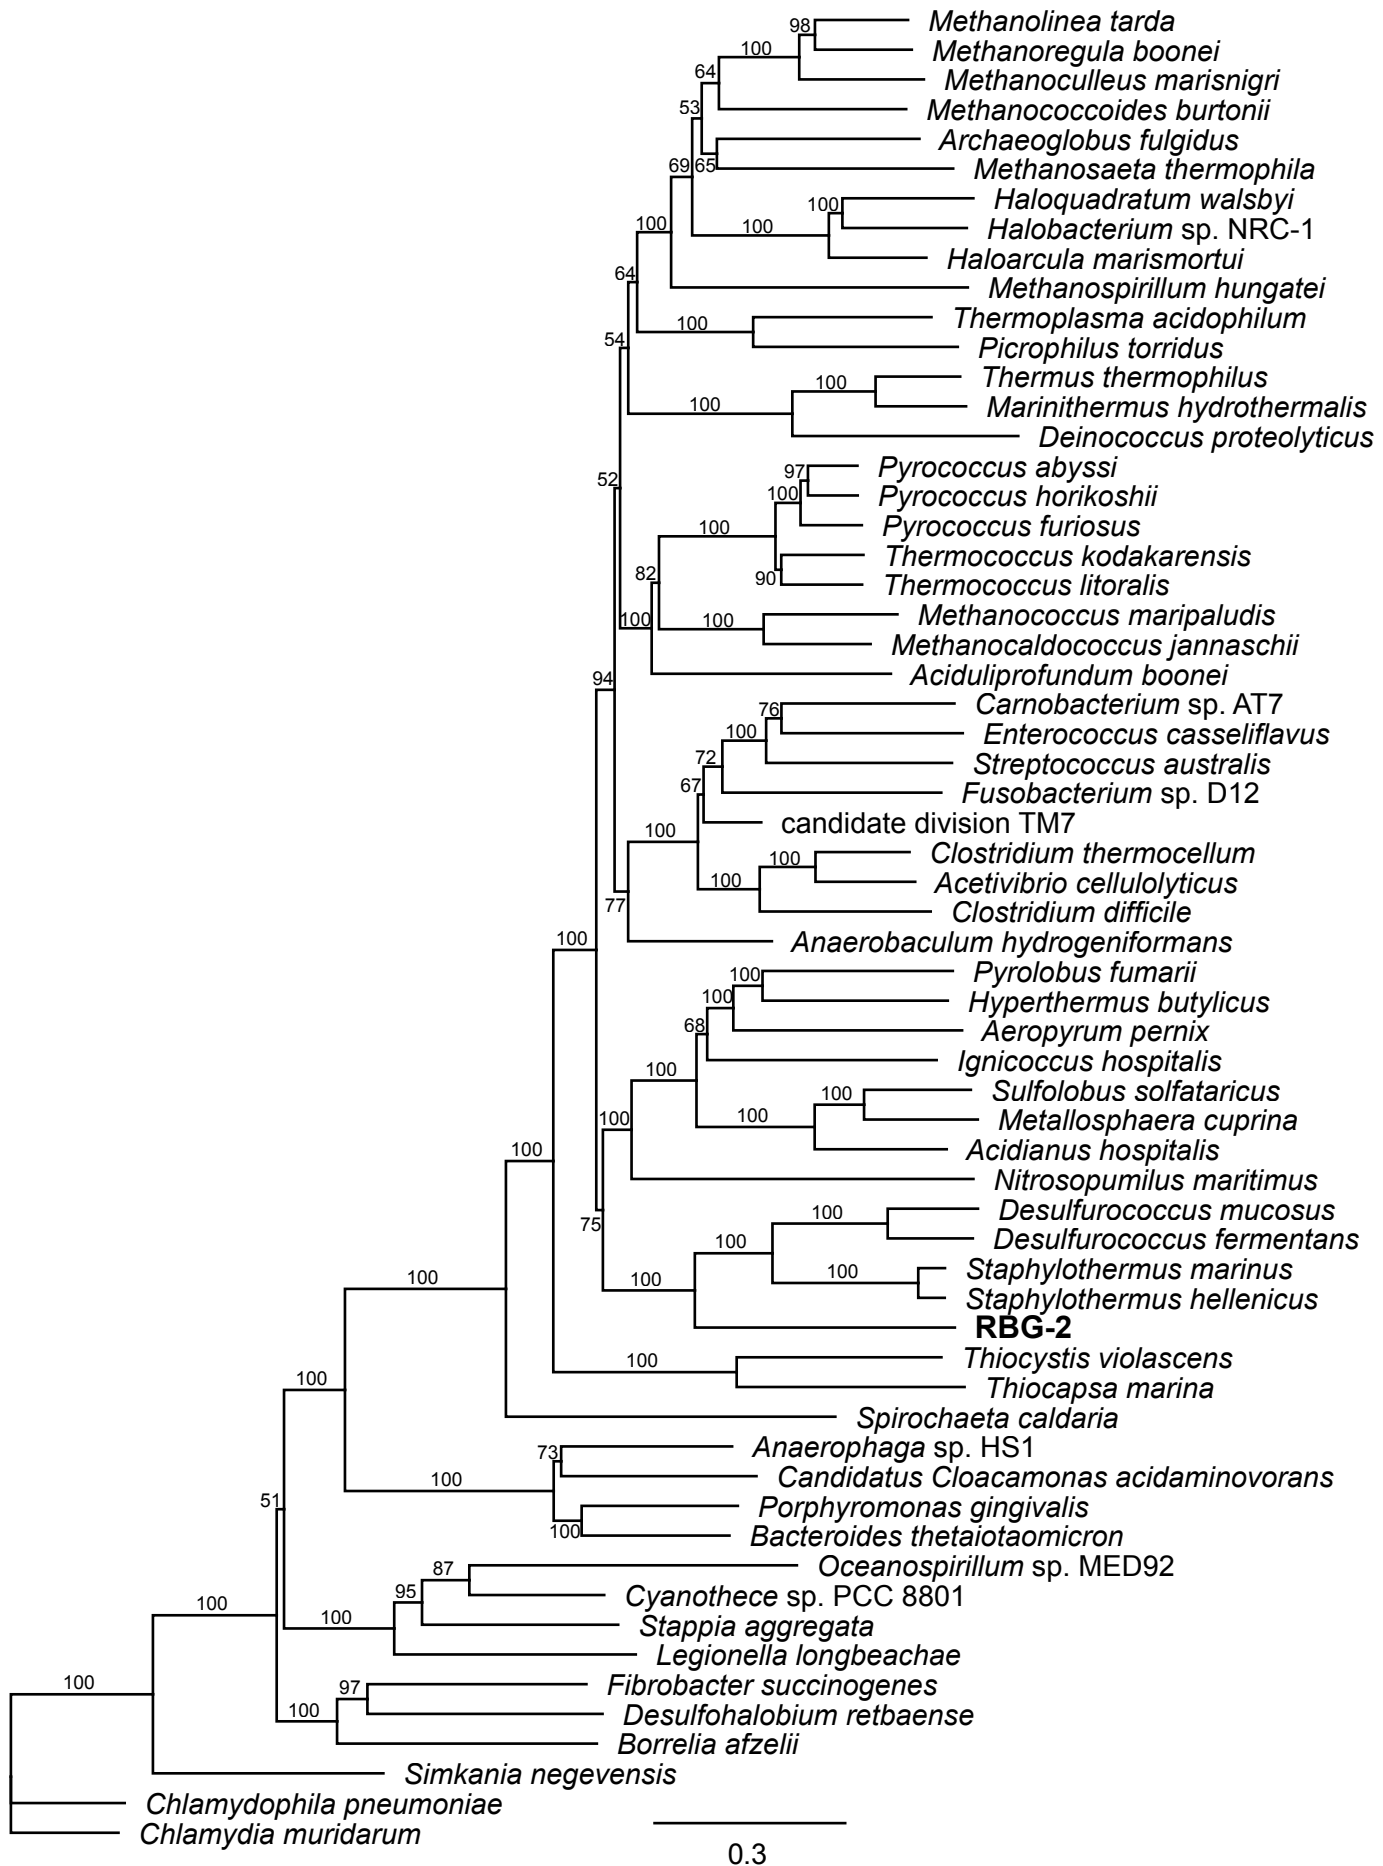 98
Methanolinea tarda
100
Methanoregula boonei
64
Methanoculleus marisnigri
53
Methanococcoides burtonii
Archaeoglobus fulgidus
69
65
Methanosaeta thermophila
100
Haloquadratum walsbyi
100
100
Halobacterium sp. NRC-1
Haloarcula marismortui
64
Methanospirillum hungatei
100
Thermoplasma acidophilum
54
Picrophilus torridus
100
Thermus thermophilus
100
Marinithermus hydrothermalis
Deinococcus proteolyticus
97
Pyrococcus abyssi
52
100
Pyrococcus horikoshii
100
Pyrococcus furiosus
Thermococcus kodakarensis
82
90
Thermococcus litoralis
100
100
Methanococcus maripaludis
Methanocaldococcus jannaschii
94
Aciduliprofundum boonei
76
Carnobacterium sp. AT7
100
Enterococcus casseliflavus
72
Streptococcus australis
67
Fusobacterium sp. D12
100
candidate division TM7
100
Clostridium thermocellum
100
Acetivibrio cellulolyticus
77
Clostridium difficile
100
Anaerobaculum hydrogeniformans
100
Pyrolobus fumarii
100
Hyperthermus butylicus
68
Aeropyrum pernix
100
Ignicoccus hospitalis
100
Sulfolobus solfataricus
100
100
Metallosphaera cuprina
100
Acidianus hospitalis
Nitrosopumilus maritimus
75
100
Desulfurococcus mucosus
100
Desulfurococcus fermentans
100
100
100
Staphylothermus marinus
Staphylothermus hellenicus
RBG-2
100
Thiocystis violascens
100
Thiocapsa marina
Spirochaeta caldaria
73
Anaerophaga sp. HS1
100
Candidatus Cloacamonas acidaminovorans
51
Porphyromonas gingivalis
100
Bacteroides thetaiotaomicron
87
Oceanospirillum sp. MED92
95
Cyanothece sp. PCC 8801
100
100
Stappia aggregata
Legionella longbeachae
100
97
Fibrobacter succinogenes
100
Desulfohalobium retbaense
Borrelia afzelii
Simkania negevensis
Chlamydophila pneumoniae
Chlamydia muridarum
0.3